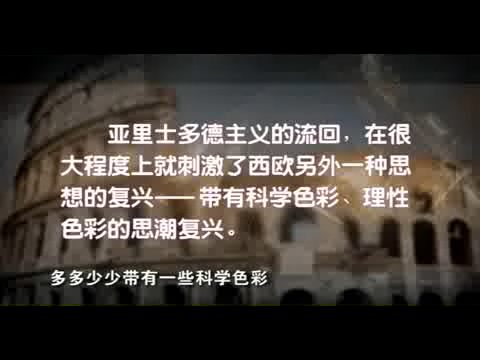 亚里士多德主义的流回，在很
大程度上就刺激了西欧另外一种思
想的复兴——带有科学色彩、理性
色彩的思潮复兴。
多多少少带有一些科学色彩